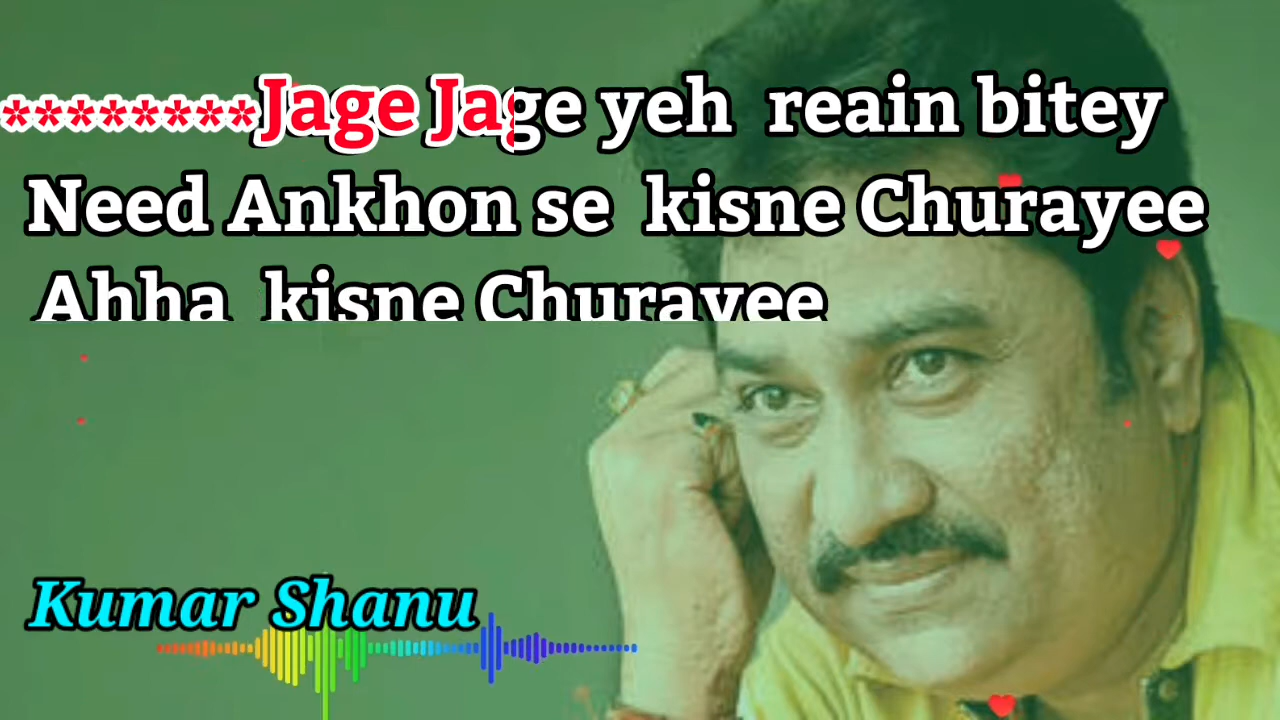 ********Jage Jage yeh reain bitey
Need Ankhon se kisne Churayee
Ahha kisne Churayee
Kumar Shanu